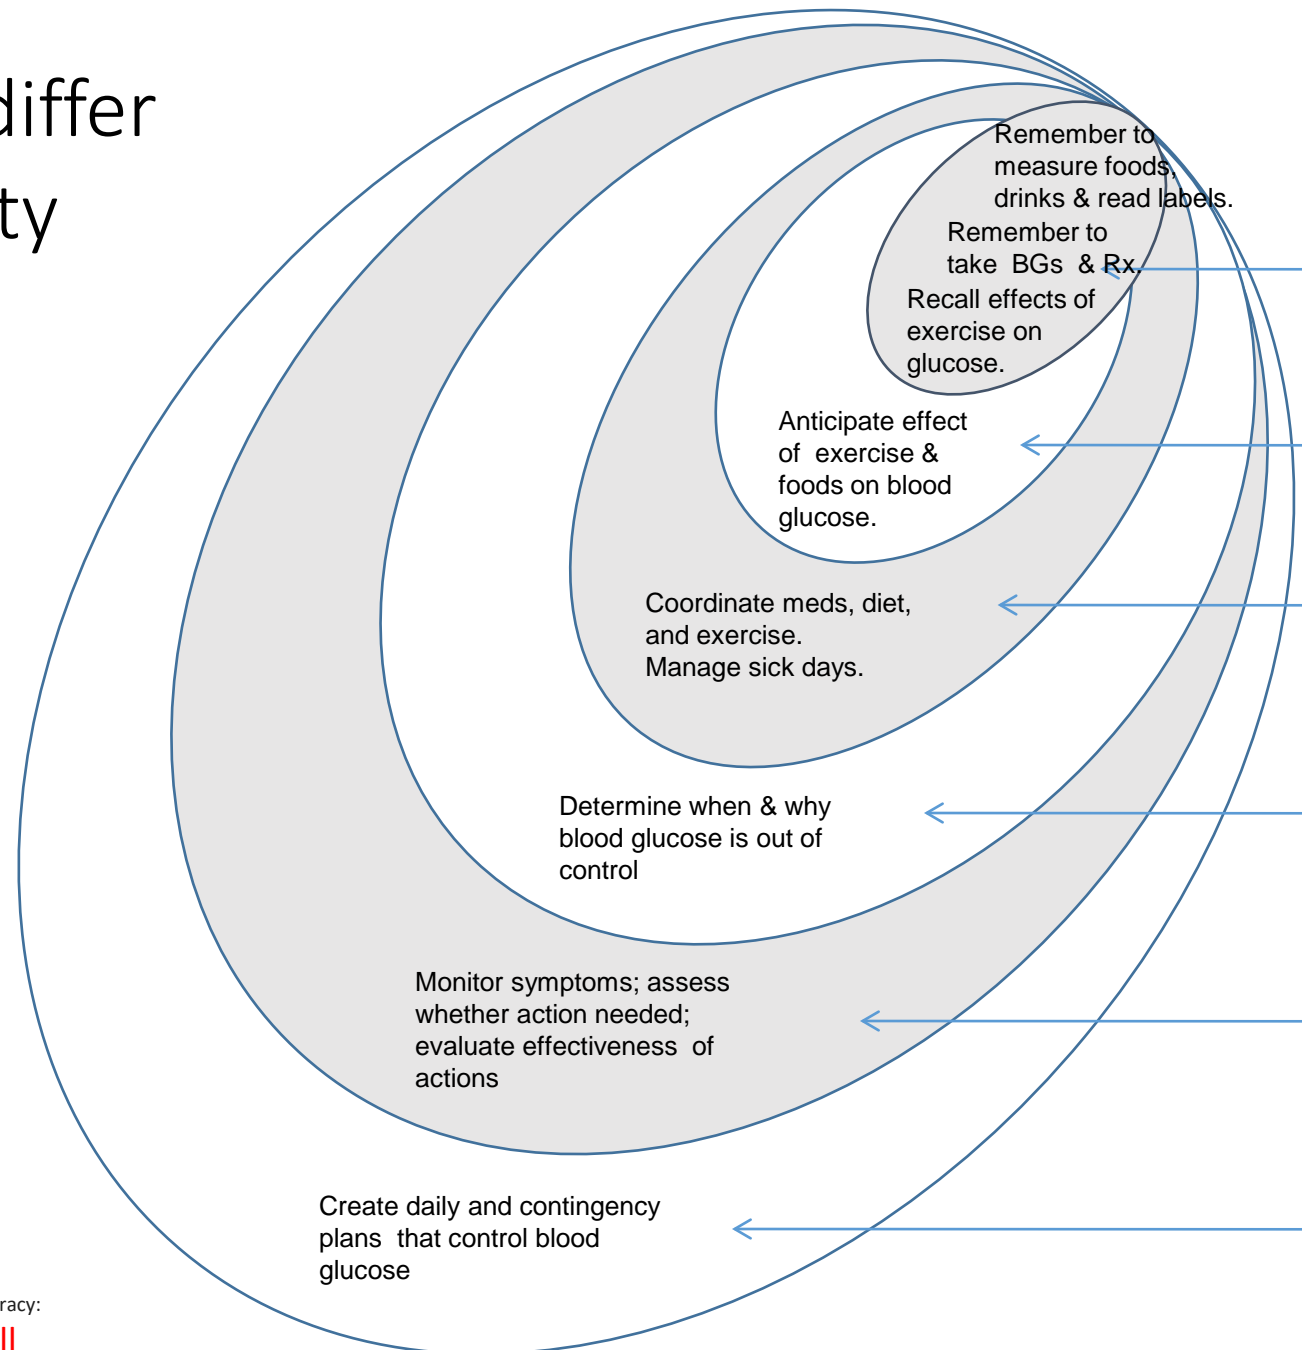 differ
ty
Remember to
measure foods,
drinks & read labels.
Remember to
take BGs & Rx.
Recall effects of
exercise on
glucose.
Anticipate effect
of exercise &
foods on blood
glucose.
Coordinate meds, diet,
and exercise.
Manage sick days.
Determine when & why
blood glucose is out of
control
Monitor symptoms; assess
whether action needed;
evaluate effectiveness of
actions
Create daily and contingency
plans that control blood
glucose
racy:
ll